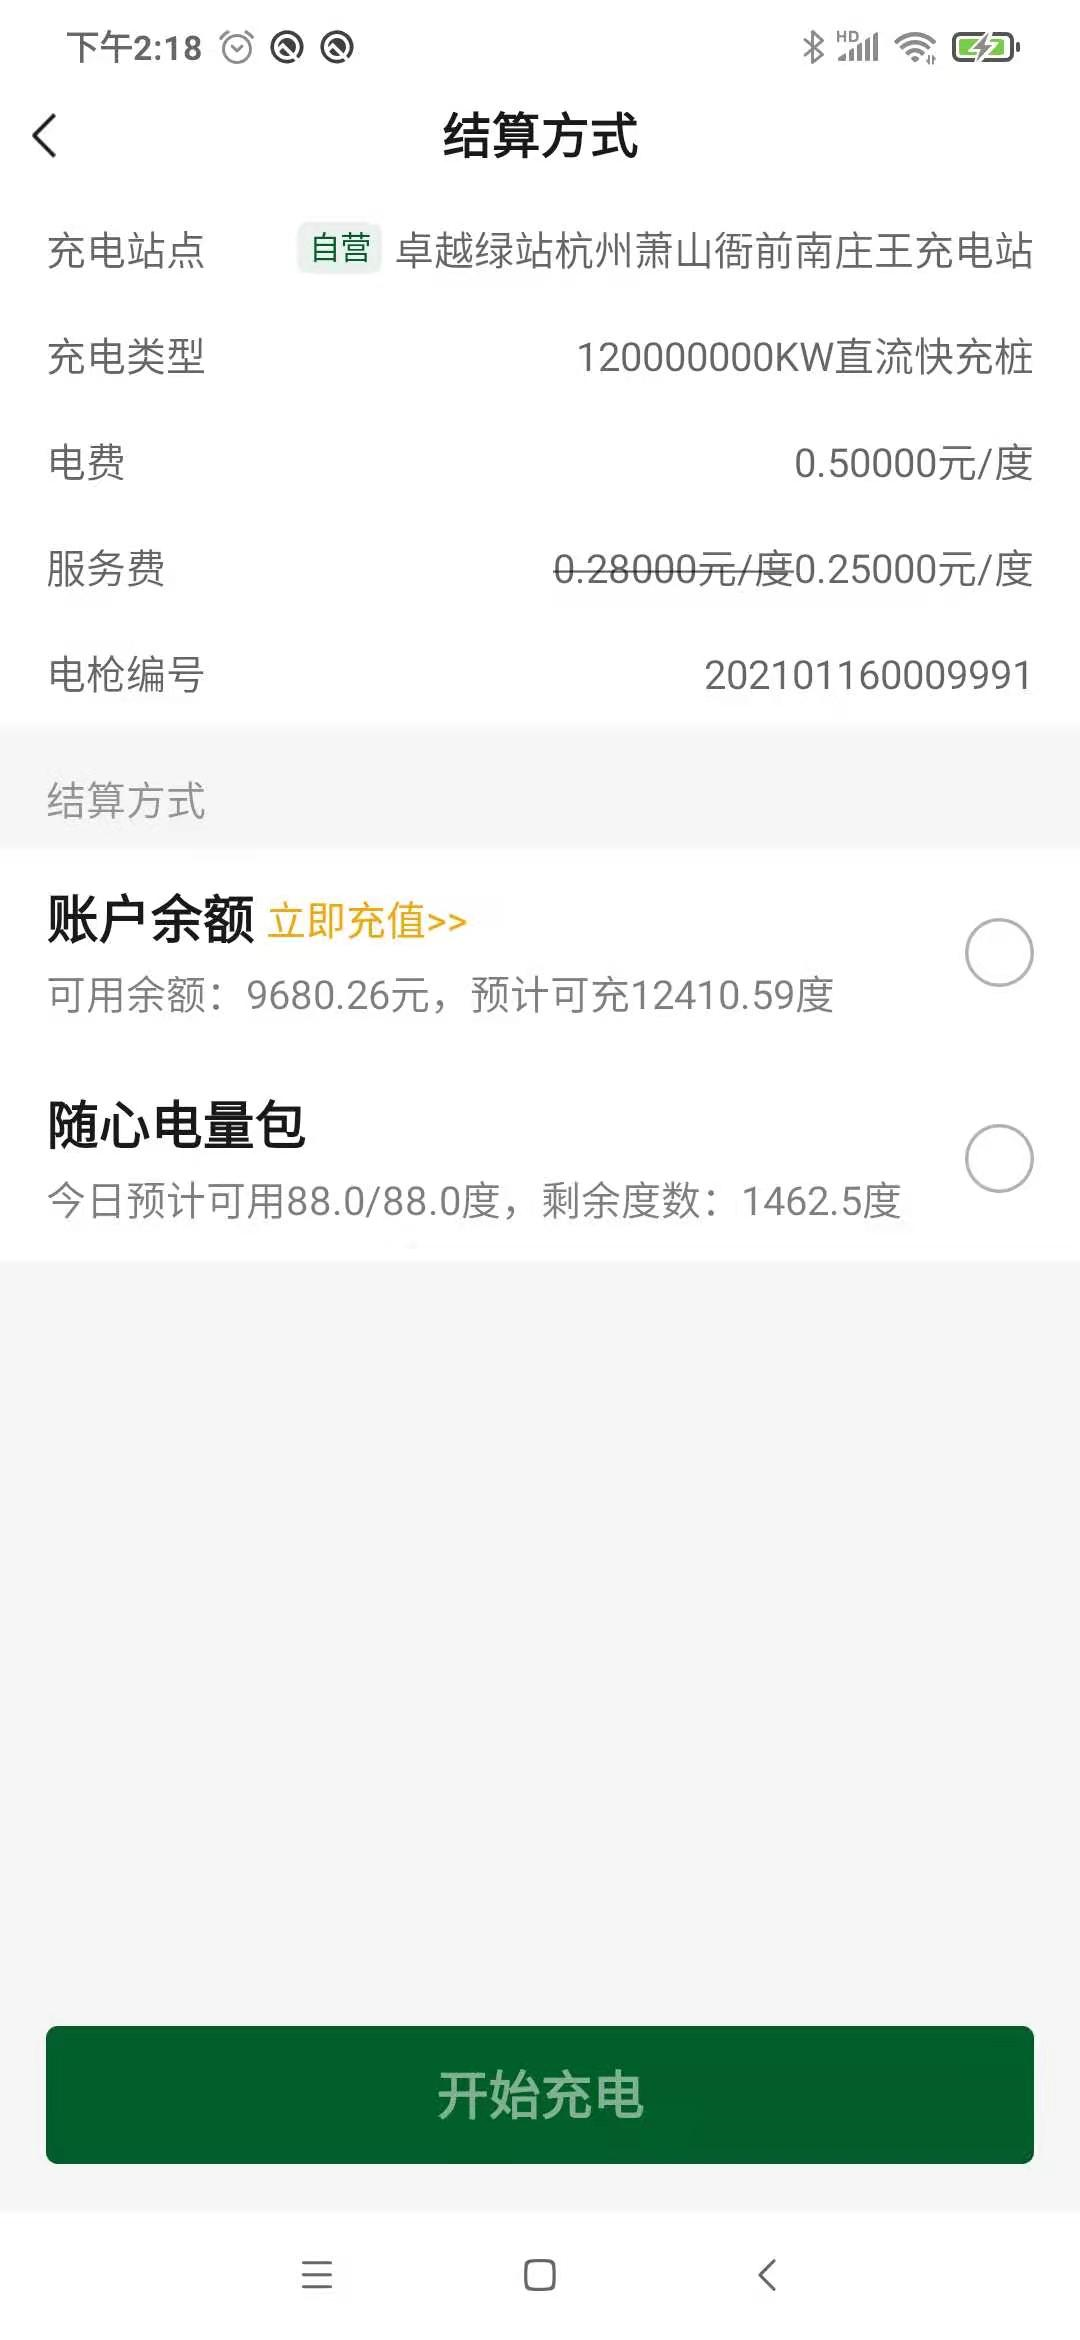 下午2:18
HD
结算方式
充电站点 自营 卓越绿站杭州萧山衙前南庄王充电站
充电类型 120000000KW直流快充桩
电费 0.50000元/度
服务费 0.28000元/度0.25000元/度
电枪编号 202101160009991
结算方式
账户余额 立即充值>>
可用余额：9680.26元，预计可充12410.59度
随心电量包
今日预计可用88.0/88.0度，剩余度数：1462.5度
开始充电